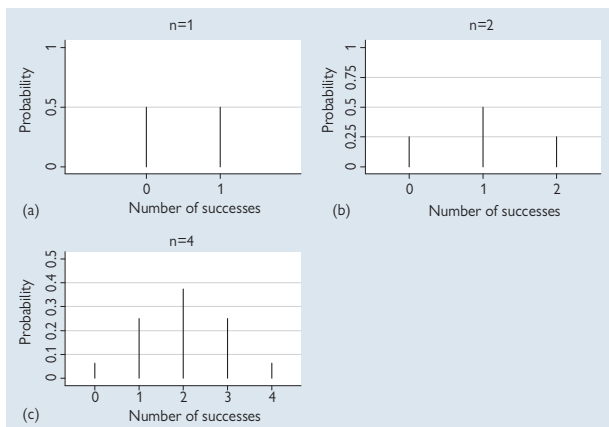 n=1
Probability
1
0.5
0
0 1
Number of successes
(a)
n=2
Probability
1
0.75
0.5
0.25
0
0 1 2
Number of successes
(b)
n=4
Probability
0.5
0.4
0.3
0.2
0.1
0
0 1 2 3 4
Number of successes
(c)